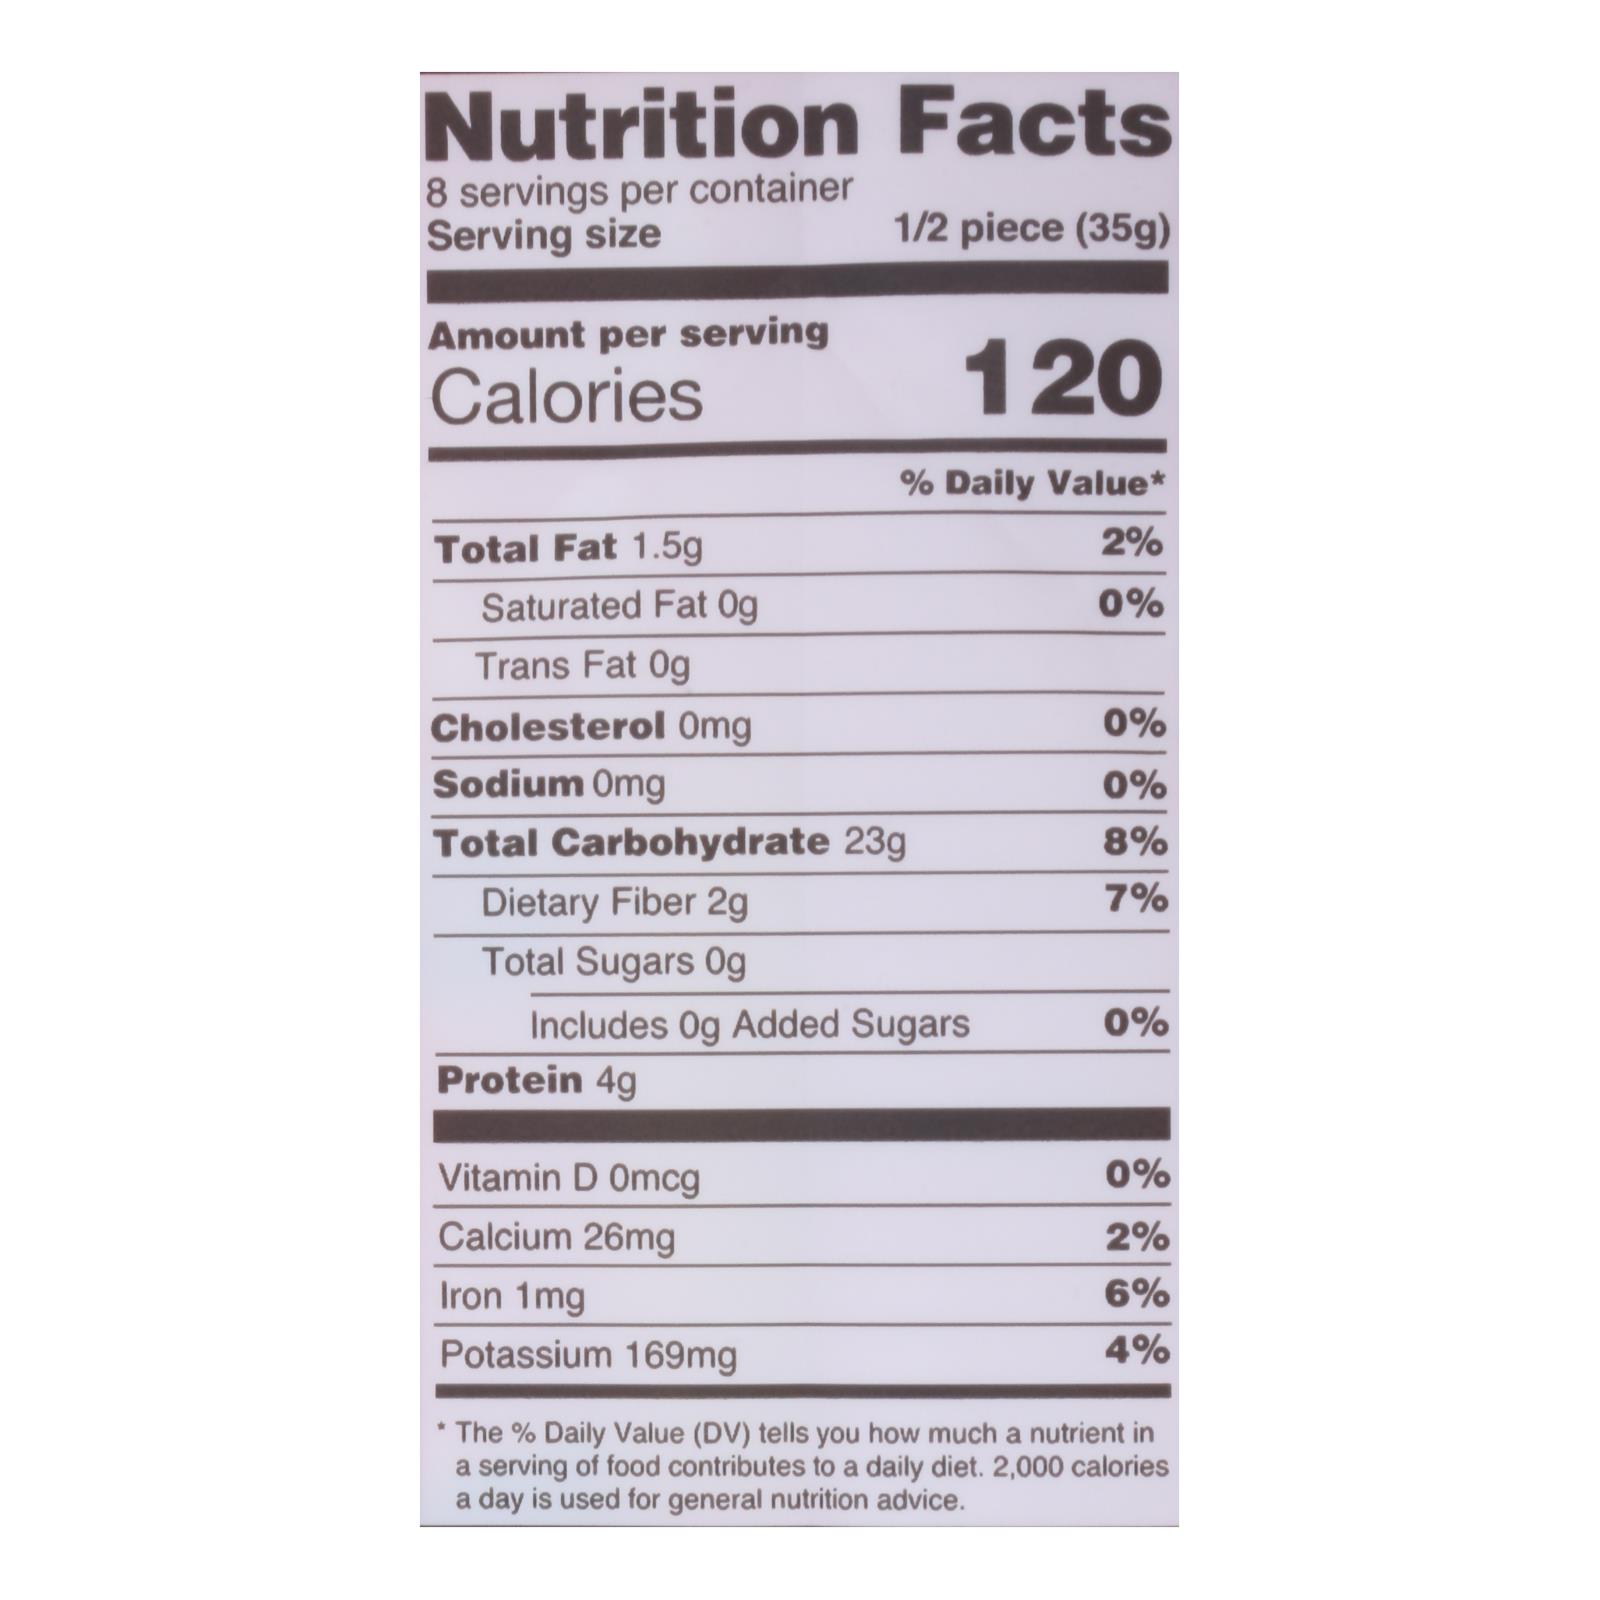 Nutrition Facts
8 servings per container
Serving size 1/2 piece (35g)
Amount per serving
Calories 120
% Daily Value*
Total Fat 1.5g 2%
Saturated Fat 0g 0%
Trans Fat 0g
Cholesterol 0mg 0%
Sodium 0mg 0%
Total Carbohydrate 23g 8%
Dietary Fiber 2g 7%
Total Sugars 0g
Includes 0g Added Sugars 0%
Protein 4g
Vitamin D 0mcg 0%
Calcium 26mg 2%
Iron 1mg 6%
Potassium 169mg 4%
* The % Daily Value (DV) tells you how much a nutrient in
a serving of food contributes to a daily diet. 2,000 calories
a day is used for general nutrition advice.